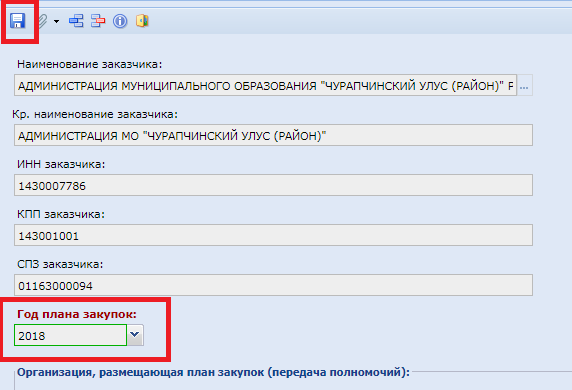 Наименование заказчика:
АДМИНИСТРАЦИЯ МУНИЦИПАЛЬНОГО ОБРАЗОВАНИЯ "ЧУРАПЧИНСКИЙ УЛУС (РАЙОН)" Р ...
Кр. наименование заказчика:
АДМИНИСТРАЦИЯ МО "ЧУРАПЧИНСКИЙ УЛУС (РАЙОН)"
ИНН заказчика:
1430007786
КПП заказчика:
143001001
СПЗ заказчика:
01163000094
Год плана закупок:
2018
Организация, размещающая план закупок (передача полномочий):